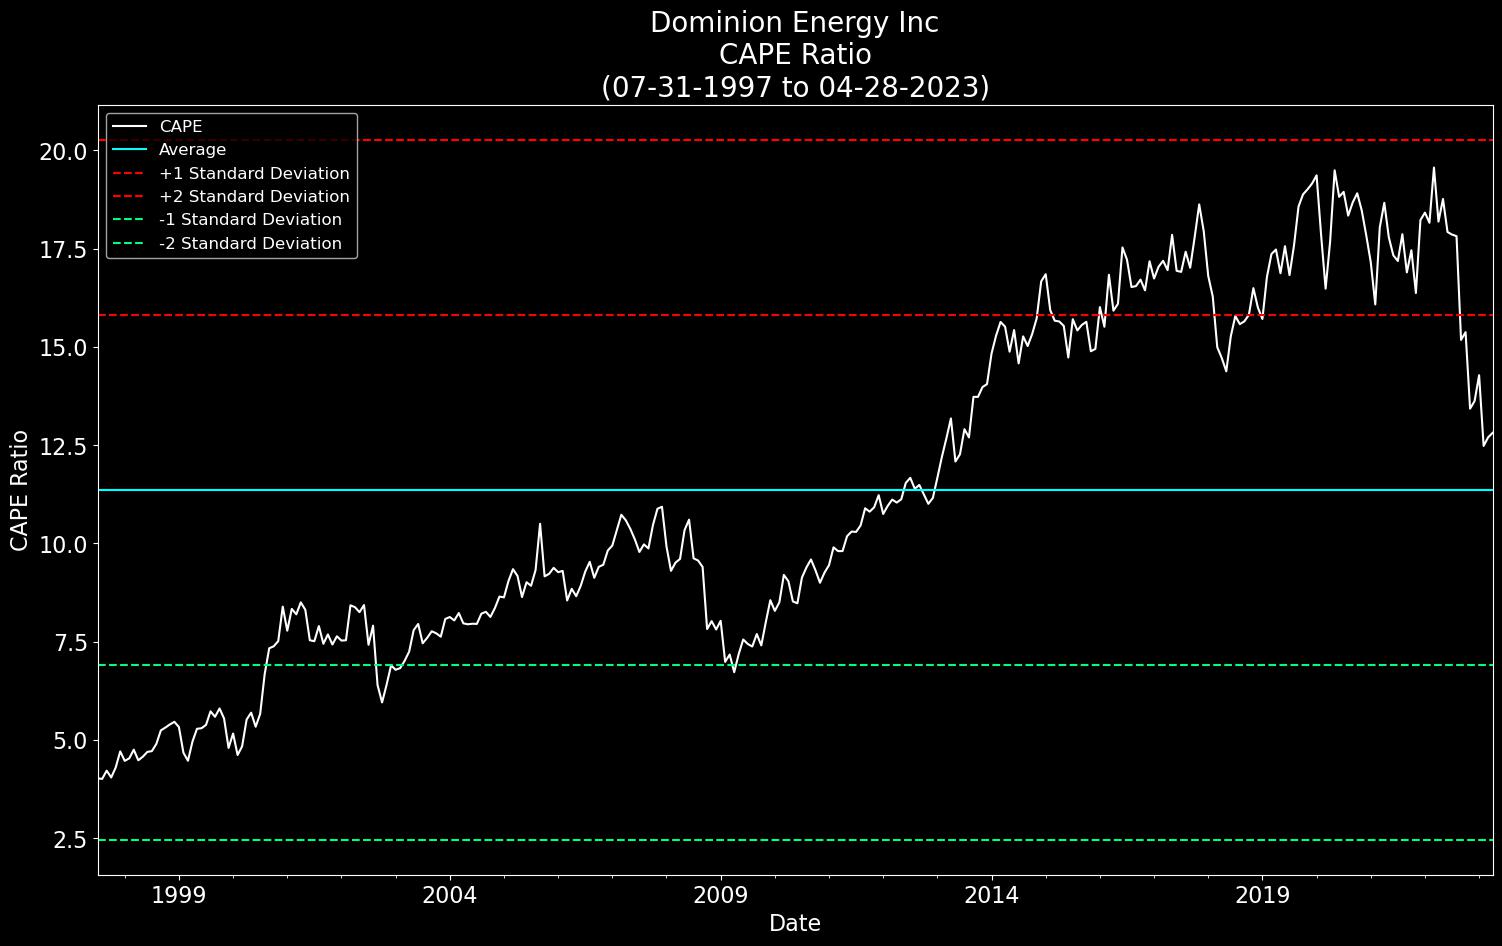 Dominion Energy Inc
CAPE Ratio
(07-31-1997 to 04-28-2023)
CAPE
Average
+1 Standard Deviation
+2 Standard Deviation
-1 Standard Deviation
-2 Standard Deviation
CAPE Ratio
20.0
17.5
15.0
12.5
10.0
7.5
5.0
2.5
1999
2004
2009
2014
2019
Date